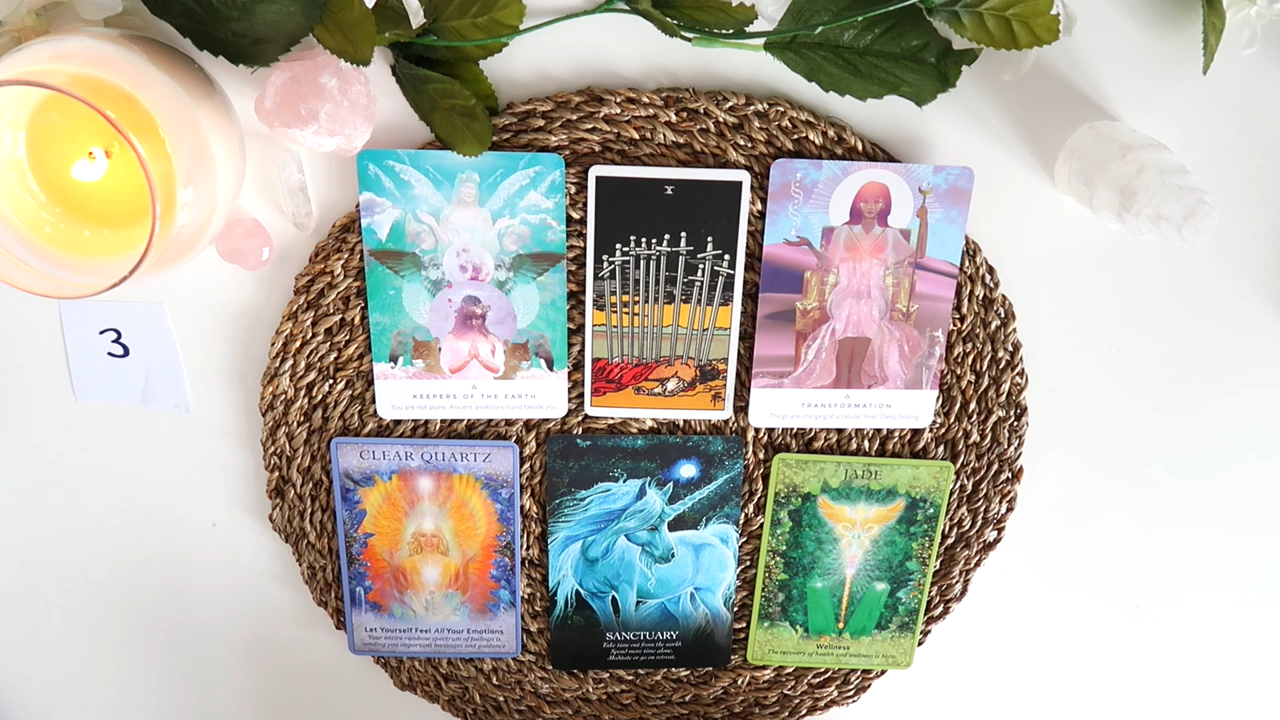 3
KEEPERS OF THE EARTH
You are not alone. Ancient ancestors stand beside you.
X
TRANSFORMATION
Things are changing at a cellular level. Deep healing.
CLEAR QUARTZ
Let Yourself Feel All Your Emotions
Your entire rainbow spectrum of feelings is
sending you important messages and guidance
SANCTUARY
Take time out from the world.
Spend more time alone.
Meditate or go on retreat.
JADE
Wellness
The recovery of health and wellness is here.